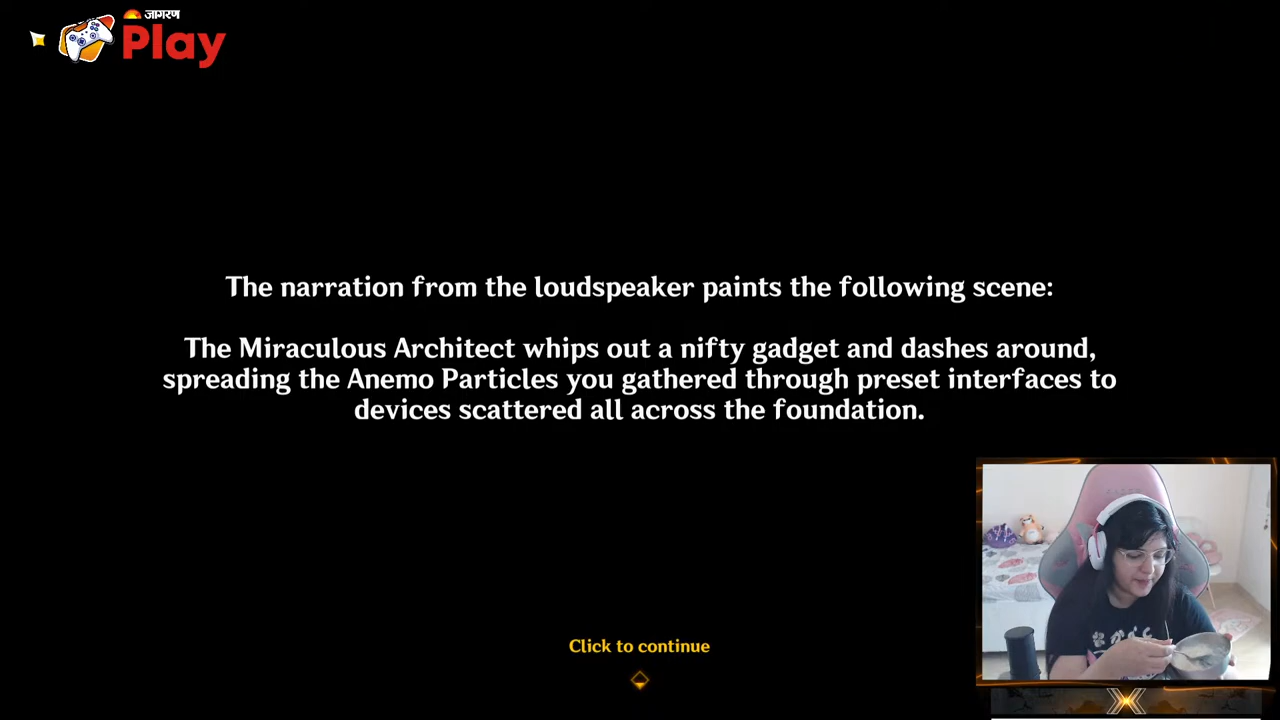 जागरण
Play
The narration from the loudspeaker paints the following scene:
The Miraculous Architect whips out a nifty gadget and dashes around,
spreading the Anemo Particles you gathered through preset interfaces to
devices scattered all across the foundation.
Click to continue